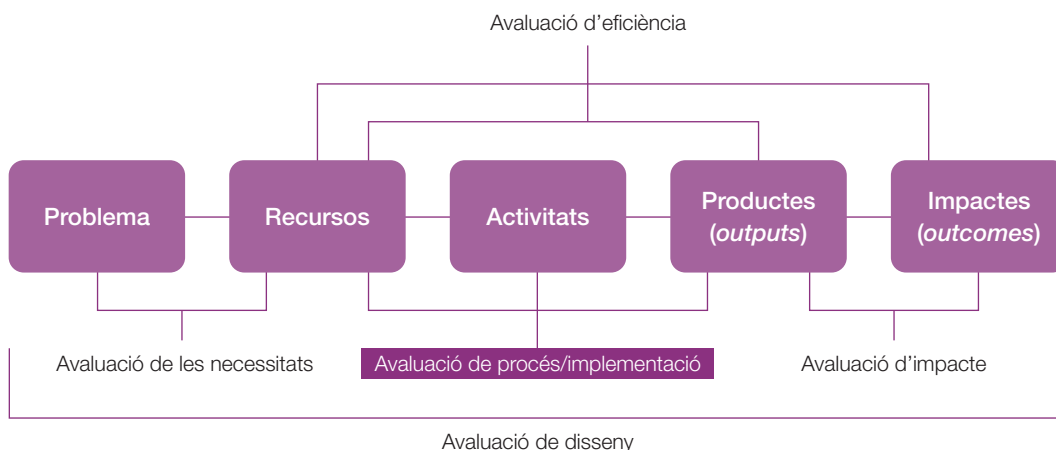 Avaluació d’eficiència
Problema
Recursos
Activitats
Productes
(outputs)
Impactes
(outcomes)
Avaluació de les necessitats
Avaluació de procés/implementació
Avaluació d’impacte
Avaluació de disseny